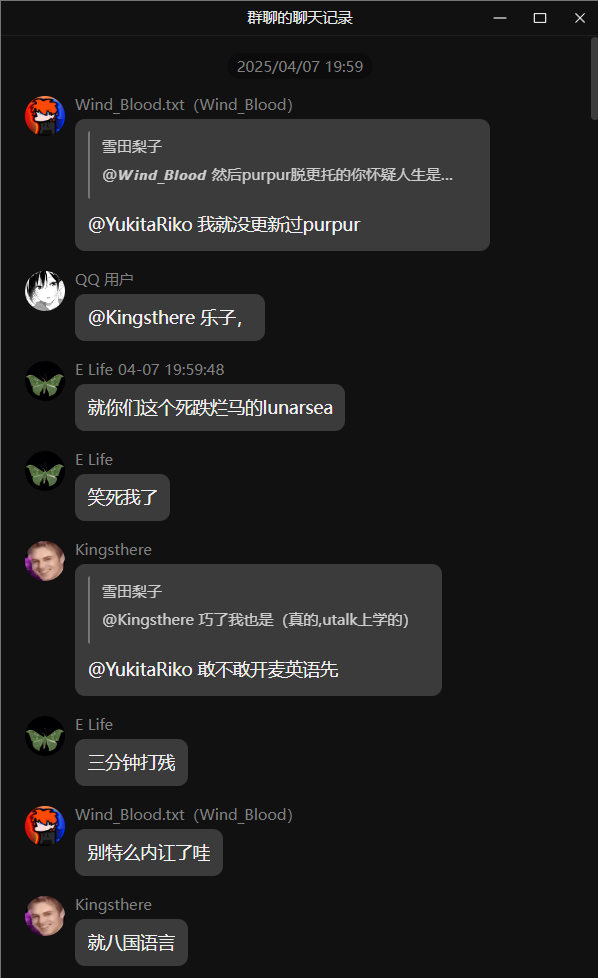 群聊的聊天记录
2025/04/07 19:59
Wind_Blood.txt（Wind_Blood）
雪田梨子
@Wind_Blood 然后purpur脱更托的你怀疑人生是...
@YukitaRiko 我就没更新过purpur
QQ 用户
@Kingsthere 乐子，
E Life 04-07 19:59:48
就你们这个死跌烂马的lunarsea
E Life
笑死我了
Kingsthere
雪田梨子
@Kingsthere 巧了我也是（真的,utalk上学的）
@YukitaRiko 敢不敢开麦英语先
E Life
三分钟打残
Wind_Blood.txt（Wind_Blood）
别特么内讧了哇
Kingsthere
就八国语言